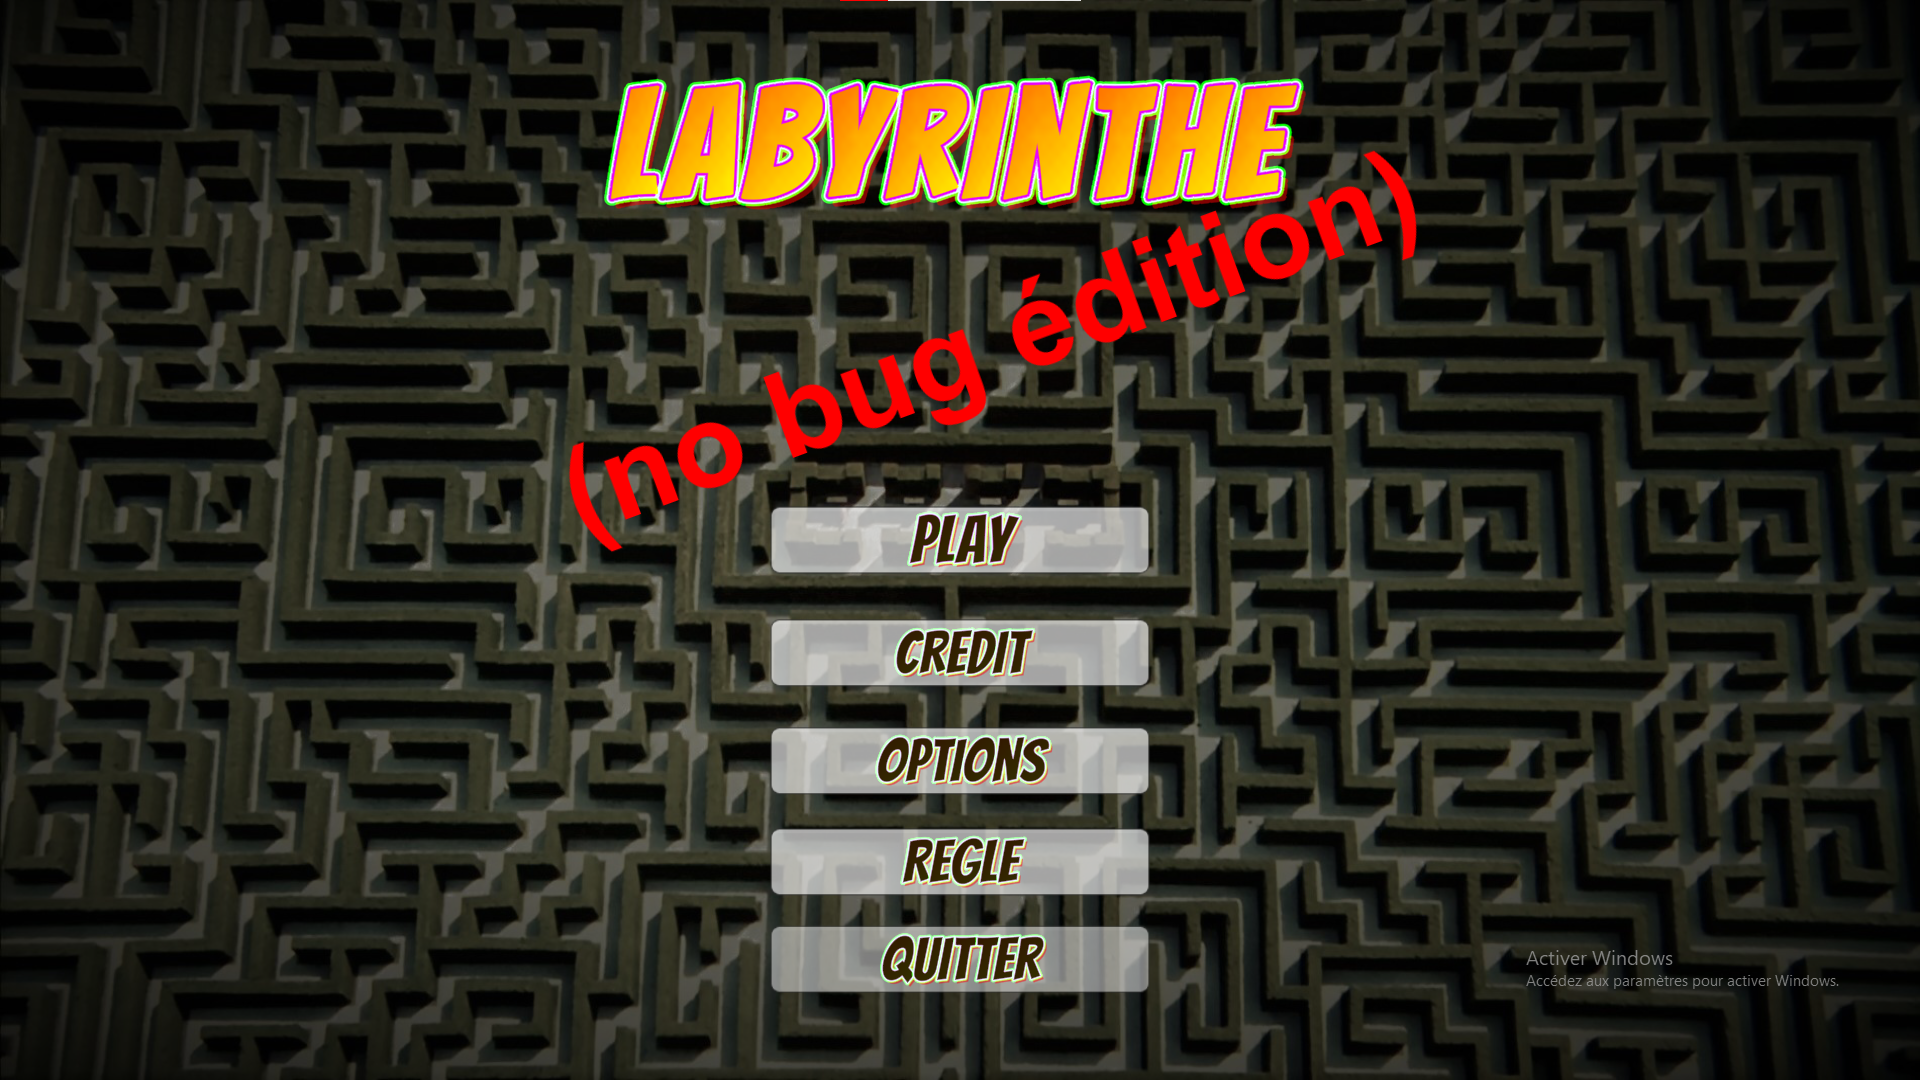 LABYRINTHE
(no bug édition)
PLAY
CREDIT
OPTIONS
REGLE
QUITTER
Activer Windows
Accédez aux paramètres pour activer Windows.